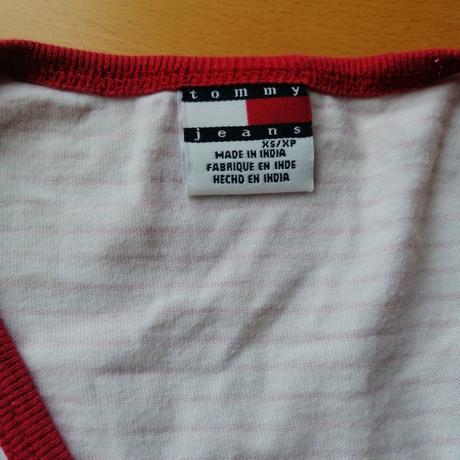 tommy
jeans
XS/XP
MADE IN INDIA
FABRIQUE EN INDE
HECHO EN INDIA